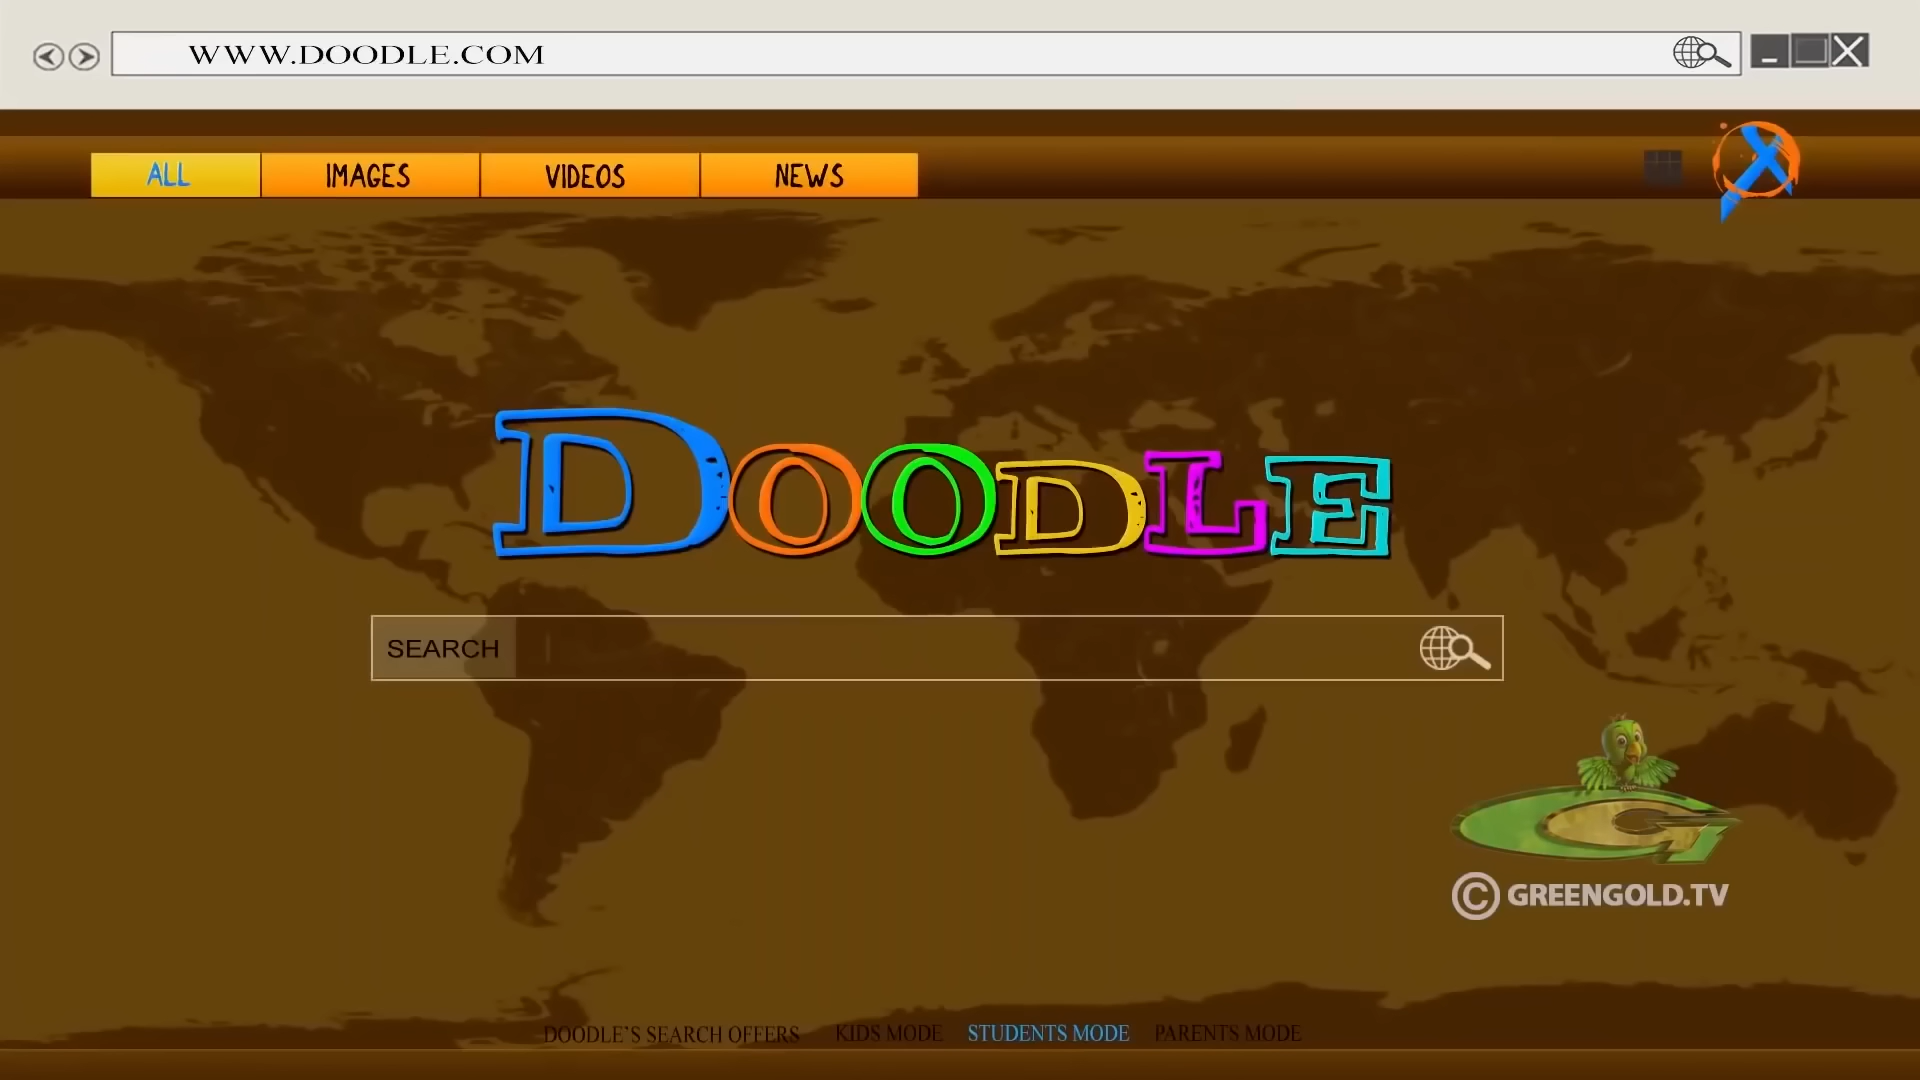 WWW.DOODLE.COM
ALL IMAGES VIDEOS NEWS
DOODLE
SEARCH
© GREENGOLD.TV
DOODLE'S SEARCH OFFERS KIDS MODE STUDENTS MODE PARENTS MODE